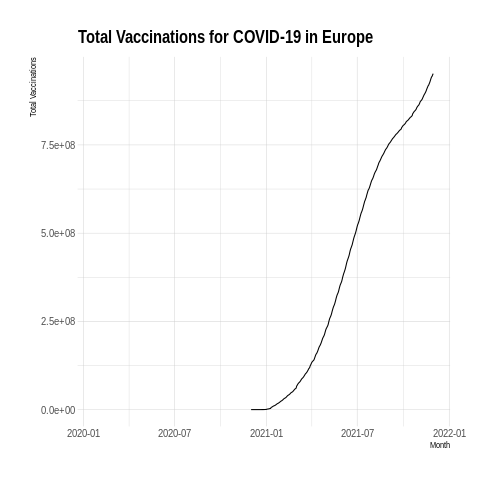 Total Vaccinations for COVID-19 in Europe
Total Vaccinations
7.5e+08
5.0e+08
2.5e+08
0.0e+00
2020-01 2020-07 2021-01 2021-07 2022-01
Month